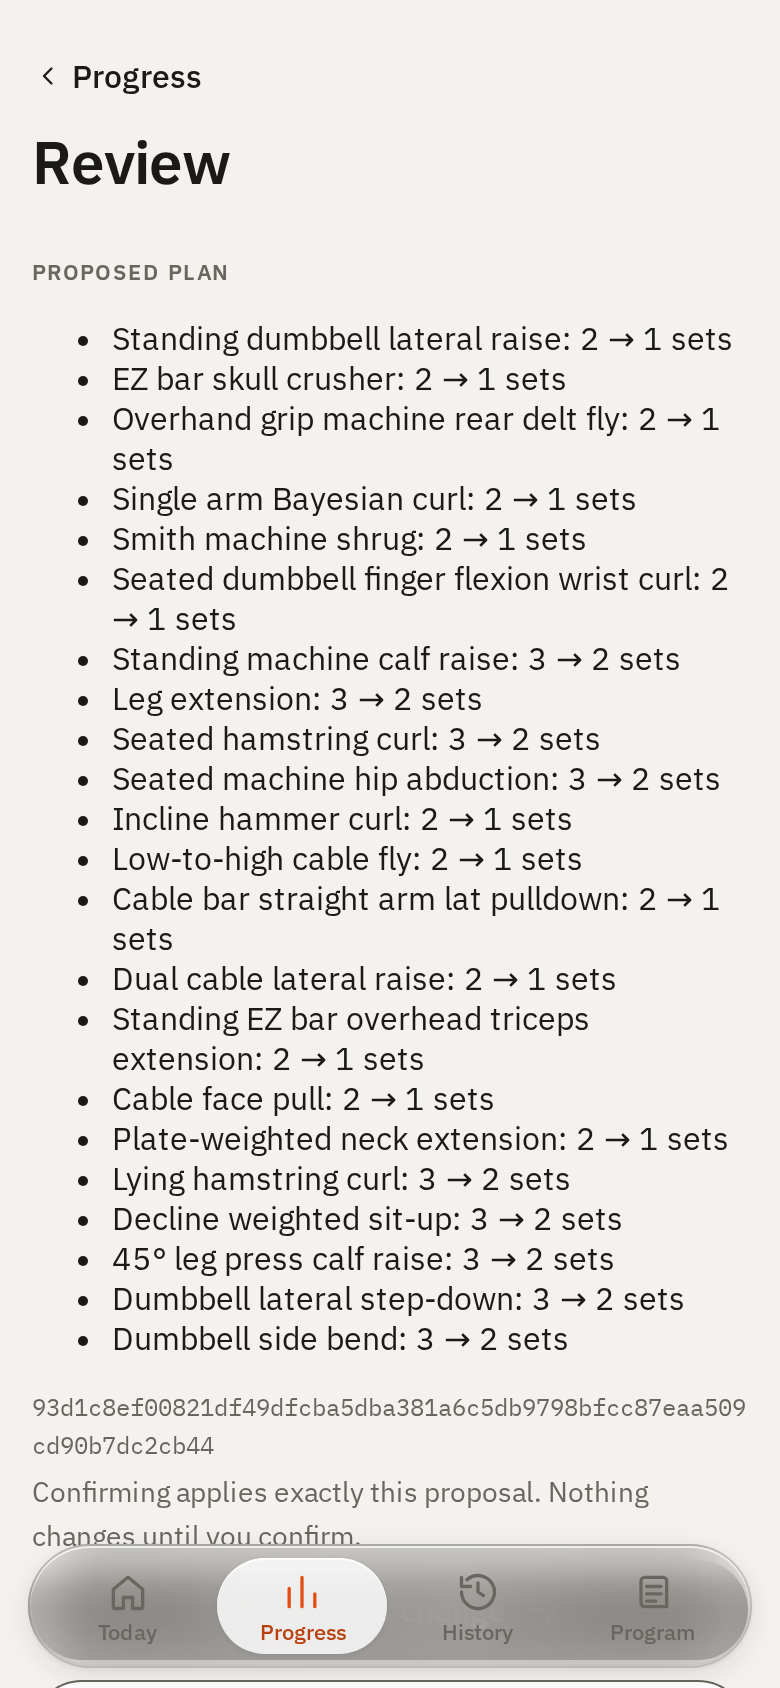 Progress
Review
PROPOSED PLAN
• Standing dumbbell lateral raise: 2 → 1 sets
• EZ bar skull crusher: 2 → 1 sets
• Overhand grip machine rear delt fly: 2 → 1
sets
• Single arm Bayesian curl: 2 → 1 sets
• Smith machine shrug: 2 → 1 sets
• Seated dumbbell finger flexion wrist curl: 2
→ 1 sets
• Standing machine calf raise: 3 → 2 sets
• Leg extension: 3 → 2 sets
• Seated hamstring curl: 3 → 2 sets
• Seated machine hip abduction: 3 → 2 sets
• Incline hammer curl: 2 → 1 sets
• Low-to-high cable fly: 2 → 1 sets
• Cable bar straight arm lat pulldown: 2 → 1
sets
• Dual cable lateral raise: 2 → 1 sets
• Standing EZ bar overhead triceps
extension: 2 → 1 sets
• Cable face pull: 2 → 1 sets
• Plate-weighted neck extension: 2 → 1 sets
• Lying hamstring curl: 3 → 2 sets
• Decline weighted sit-up: 3 → 2 sets
• 45° leg press calf raise: 3 → 2 sets
• Dumbbell lateral step-down: 3 → 2 sets
• Dumbbell side bend: 3 → 2 sets
93d1c8ef00821df49dfcba5dba381a6c5db9798bfcc87eaa509
cd90b7dc2cb44
Confirming applies exactly this proposal. Nothing
changes until you confirm.
Today
Progress
History
Program